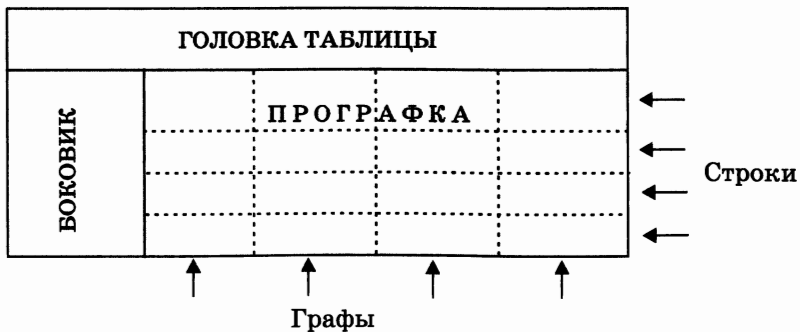 ГОЛОВКА ТАБЛИЦЫ
БОКОВИК
ПРОГРАФКА
Строки
Графы